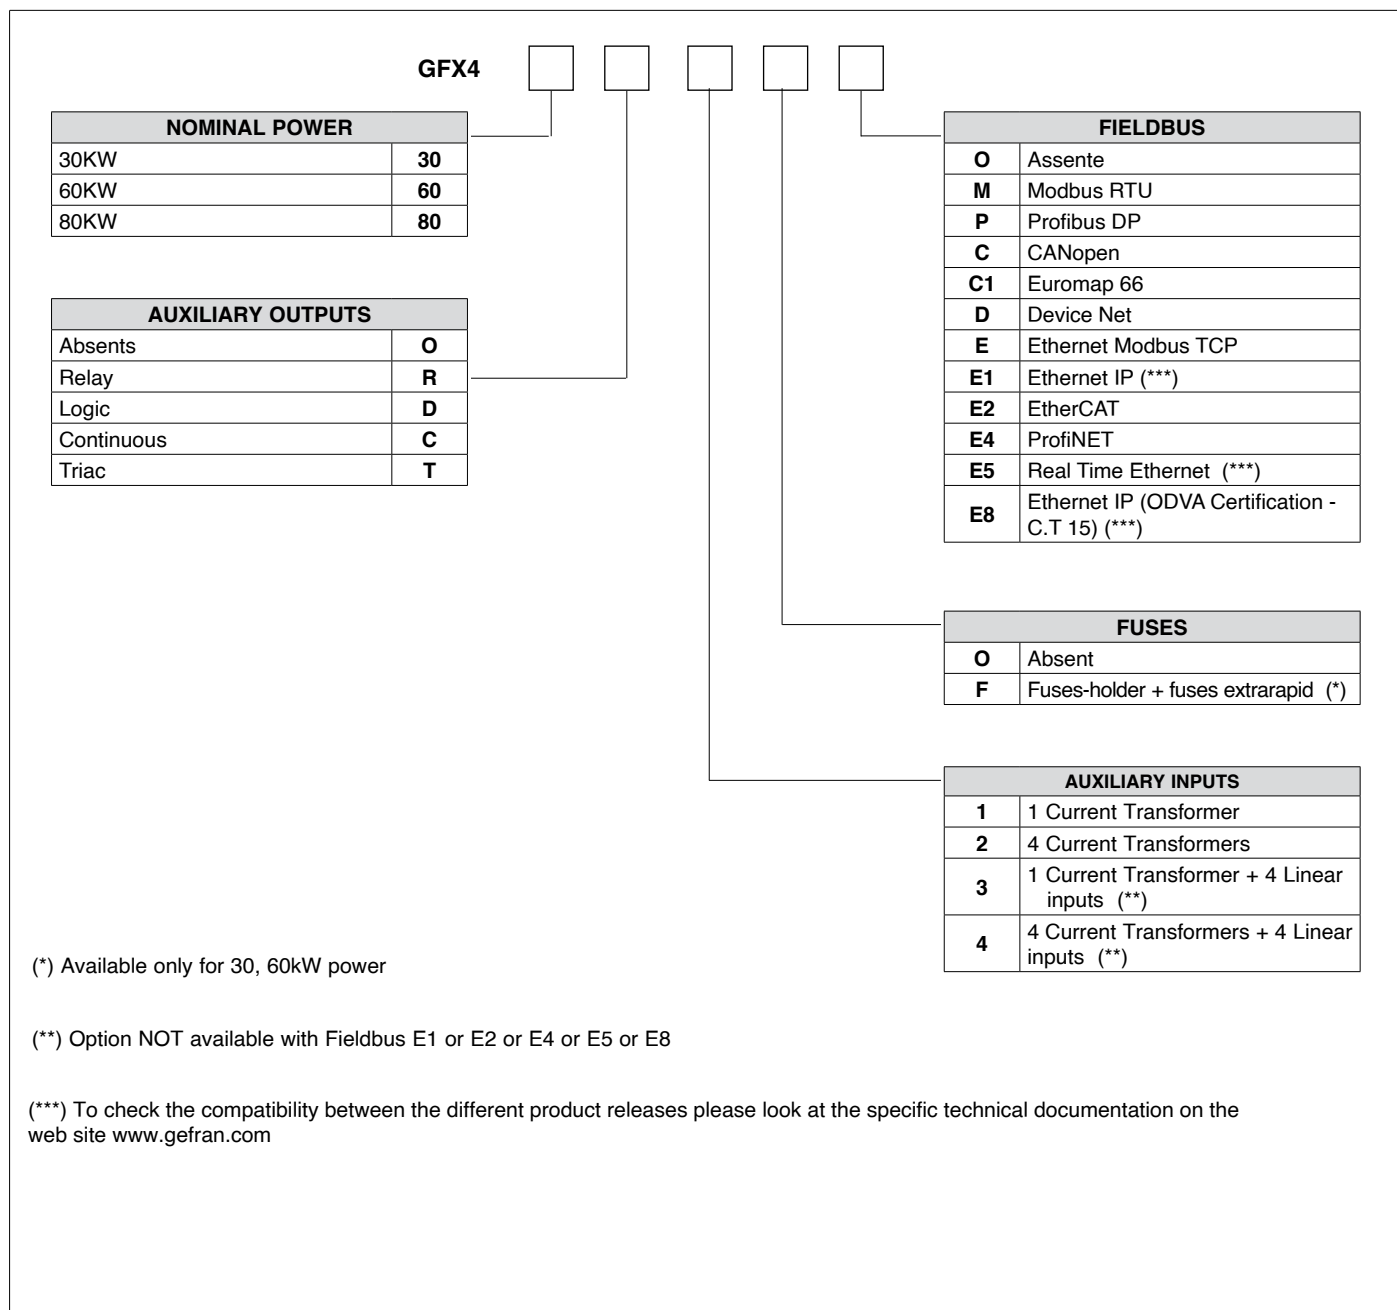 GFX4
NOMINAL POWER
30KW 30
60KW 60
80KW 80
AUXILIARY OUTPUTS
Absents O
Relay R
Logic D
Continuous C
Triac T
FIELDBUS
O Assente
M Modbus RTU
P Profibus DP
C CANopen
C1 Euromap 66
D Device Net
E Ethernet Modbus TCP
E1 Ethernet IP (***)
E2 EtherCAT
E4 ProfiNET
E5 Real Time Ethernet (***)
E8 Ethernet IP (ODVA Certification -
C.T 15) (***)
FUSES
O Absent
F Fuses-holder + fuses extrarapid (*)
AUXILIARY INPUTS
1 1 Current Transformer
2 4 Current Transformers
3 1 Current Transformer + 4 Linear
inputs (**)
4 4 Current Transformers + 4 Linear
inputs (**)
(*) Available only for 30, 60kW power
(**) Option NOT available with Fieldbus E1 or E2 or E4 or E5 or E8
(***) To check the compatibility between the different product releases please look at the specific technical documentation on the
web site www.gefran.com